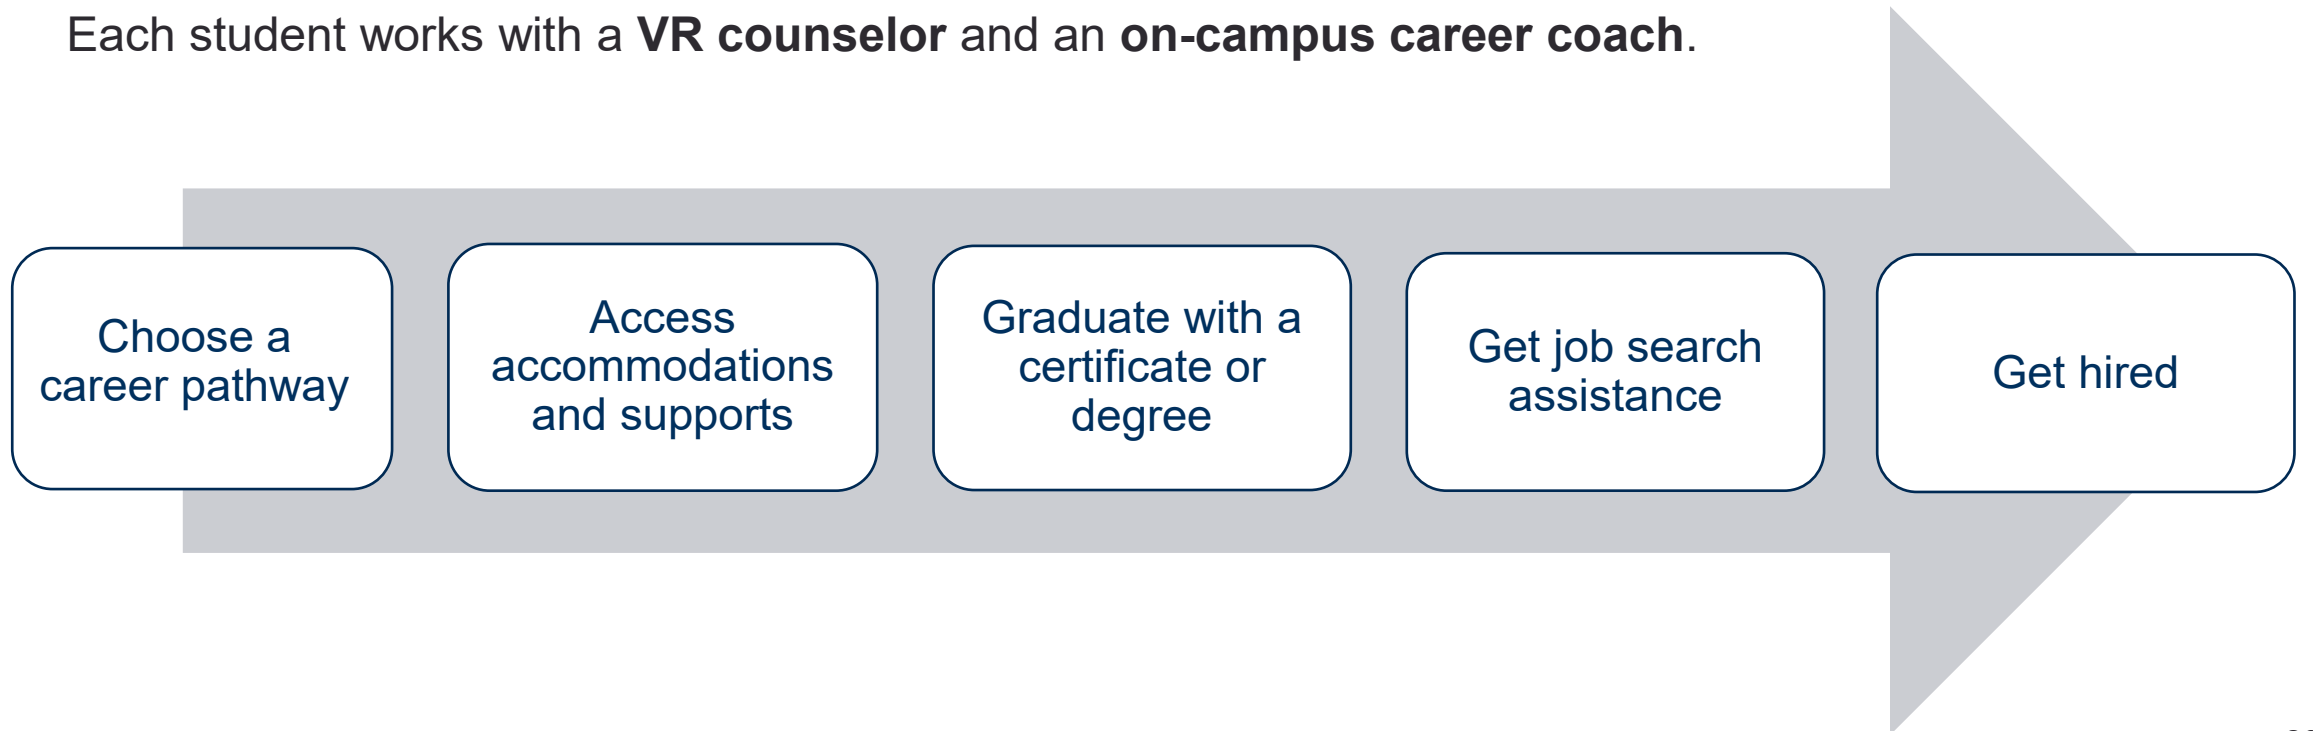 Each student works with a VR counselor and an on-campus career coach.
Choose a
career pathway
Access
accommodations
and supports
Graduate with a
certificate or
degree
Get job search
assistance
Get hired